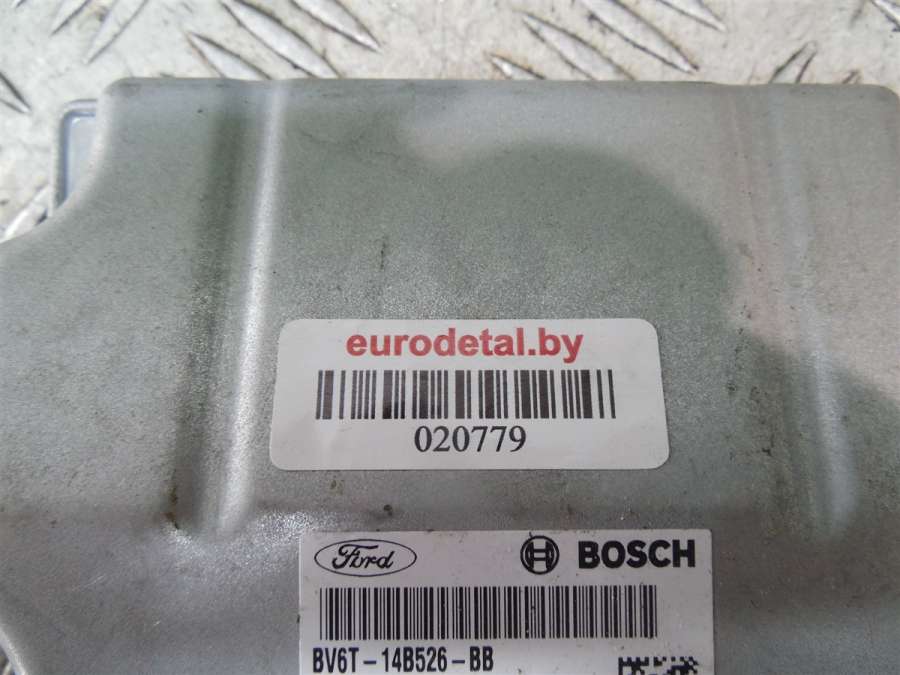 eurodetal.by
020779
Ford BOSCH
BV6T-14B526-BB